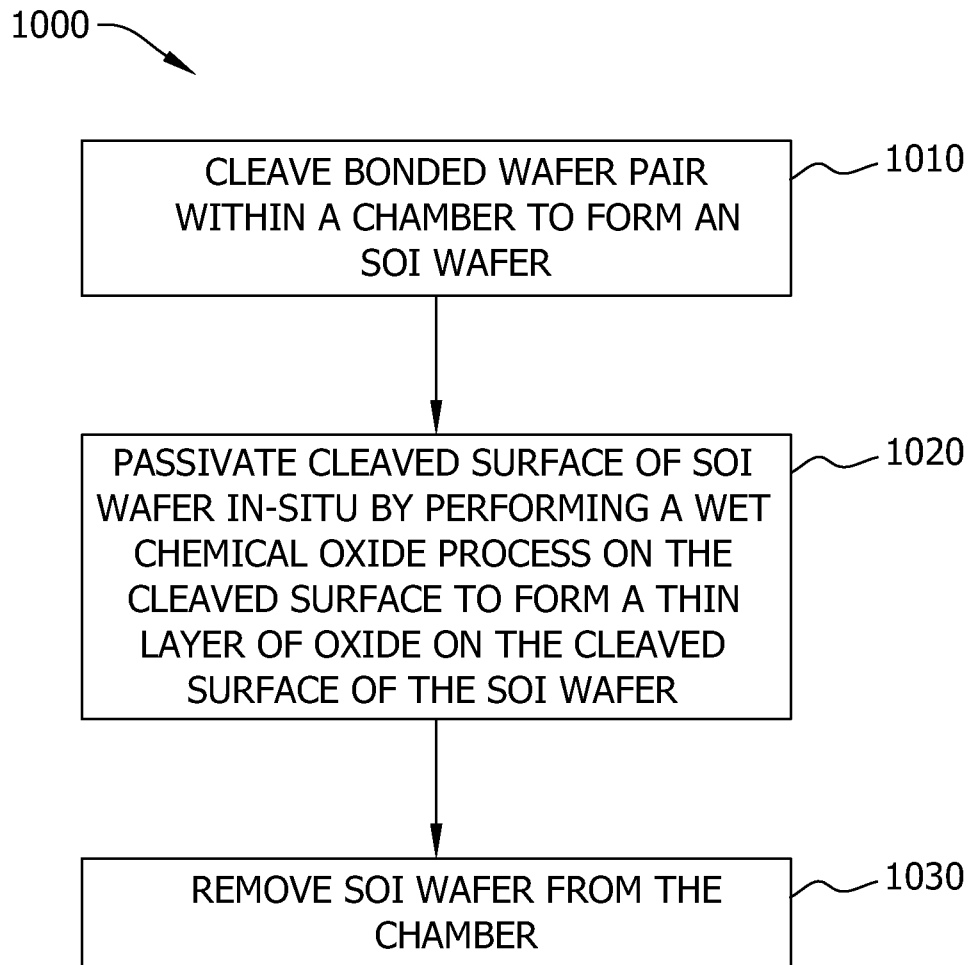 1000
CLEAVE BONDED WAFER PAIR
WITHIN A CHAMBER TO FORM AN
SOI WAFER
1010
PASSIVATE CLEAVED SURFACE OF SOI
WAFER IN-SITU BY PERFORMING A WET
CHEMICAL OXIDE PROCESS ON THE
CLEAVED SURFACE TO FORM A THIN
LAYER OF OXIDE ON THE CLEAVED
SURFACE OF THE SOI WAFER
1020
REMOVE SOI WAFER FROM THE
CHAMBER
1030